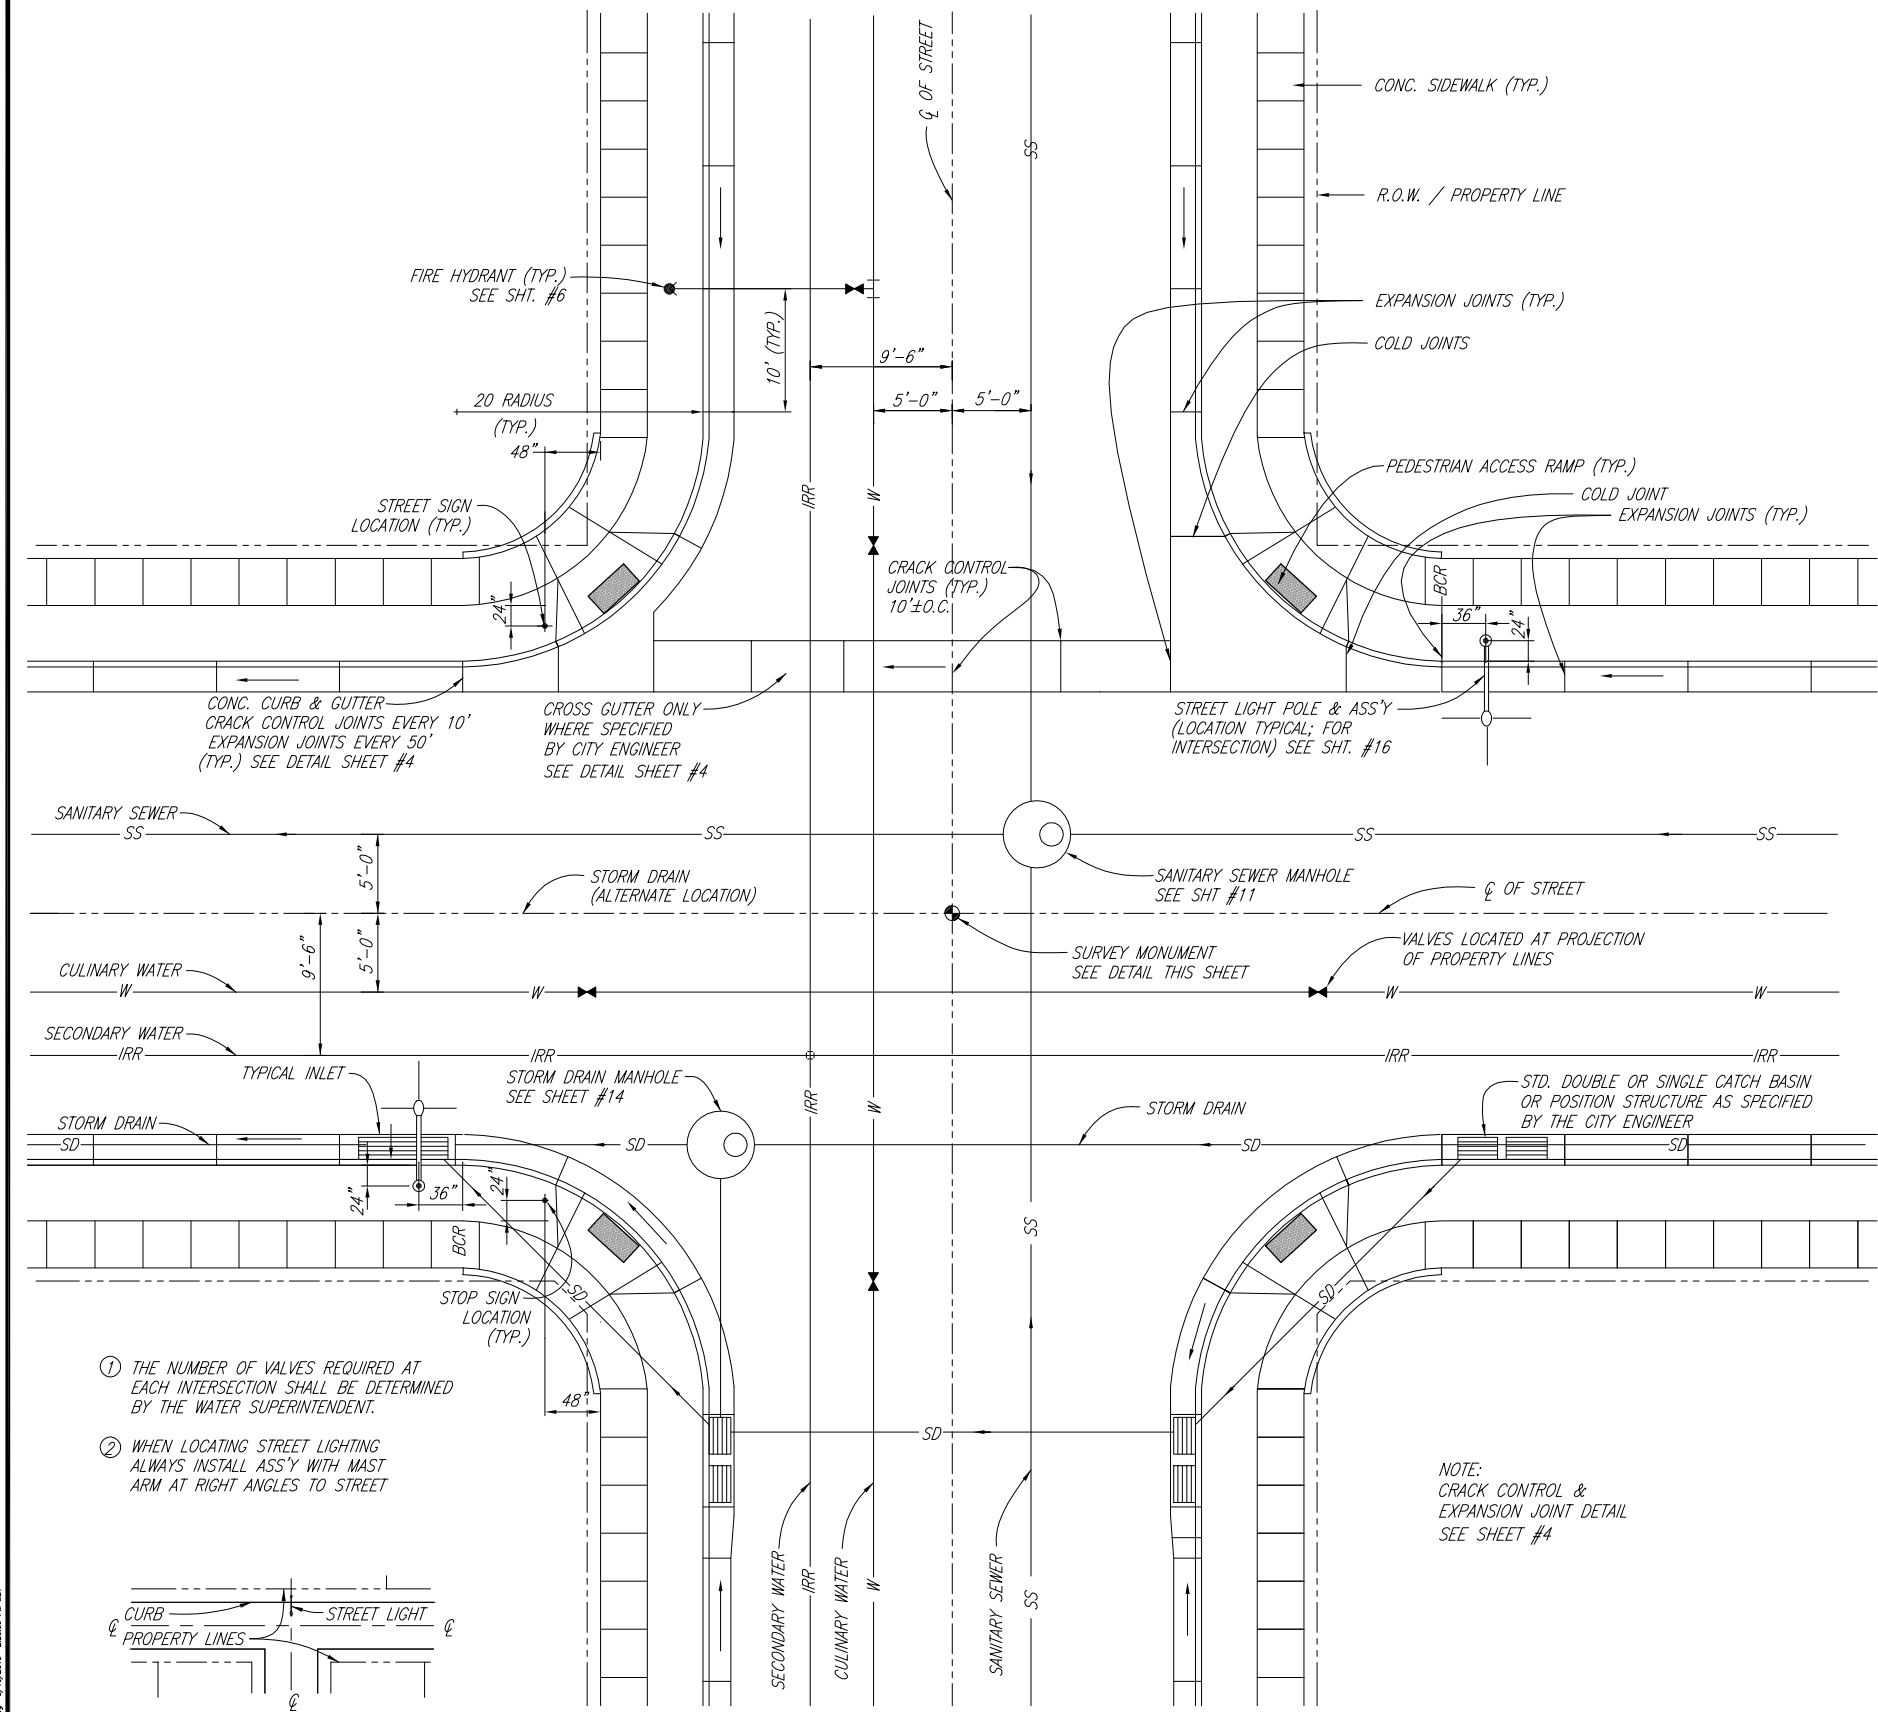 ℄ OF STREET
SS
CONC. SIDEWALK (TYP.)
R.O.W. / PROPERTY LINE
FIRE HYDRANT (TYP.)
SEE SHT. #6
10' (TYP.)
EXPANSION JOINTS (TYP.)
COLD JOINTS
9'-6"
5'-0"
5'-0"
20 RADIUS
(TYP.)
48"
PEDESTRIAN ACCESS RAMP (TYP.)
COLD JOINT
EXPANSION JOINTS (TYP.)
STREET SIGN
LOCATION (TYP.)
IRR
W
CRACK CONTROL
JOINTS (TYP.)
10'±O.C.
BCR
24"
36"
24"
CONC. CURB & GUTTER
CRACK CONTROL JOINTS EVERY 10'
EXPANSION JOINTS EVERY 50'
(TYP.) SEE DETAIL SHEET #4
CROSS GUTTER ONLY
WHERE SPECIFIED
BY CITY ENGINEER
SEE DETAIL SHEET #4
STREET LIGHT POLE & ASS'Y
(LOCATION TYPICAL; FOR
INTERSECTION) SEE SHT. #16
SANITARY SEWER
SS
SS
SS
SS
5'-0"
STORM DRAIN
(ALTERNATE LOCATION)
SANITARY SEWER MANHOLE
SEE SHT #11
℄ OF STREET
9'-6"
5'-0"
SURVEY MONUMENT
SEE DETAIL THIS SHEET
VALVES LOCATED AT PROJECTION
OF PROPERTY LINES
CULINARY WATER
W
W
W
W
SECONDARY WATER
IRR
IRR
IRR
IRR
TYPICAL INLET
STORM DRAIN MANHOLE
SEE SHEET #14
IRR
W
STORM DRAIN
STD. DOUBLE OR SINGLE CATCH BASIN
OR POSITION STRUCTURE AS SPECIFIED
BY THE CITY ENGINEER
STORM DRAIN
SD
SD
SD
SD
24"
36"
24"
BCR
SS
SD
SD
STOP SIGN
LOCATION
(TYP.)
48"
1 THE NUMBER OF VALVES REQUIRED AT
EACH INTERSECTION SHALL BE DETERMINED
BY THE WATER SUPERINTENDENT.
2 WHEN LOCATING STREET LIGHTING
ALWAYS INSTALL ASS'Y WITH MAST
ARM AT RIGHT ANGLES TO STREET
SD
NOTE:
CRACK CONTROL &
EXPANSION JOINT DETAIL
SEE SHEET #4
SECONDARY WATER
IRR
CULINARY WATER
W
SANITARY SEWER
SS
CURB
STREET LIGHT
℄
℄
PROPERTY LINES
℄